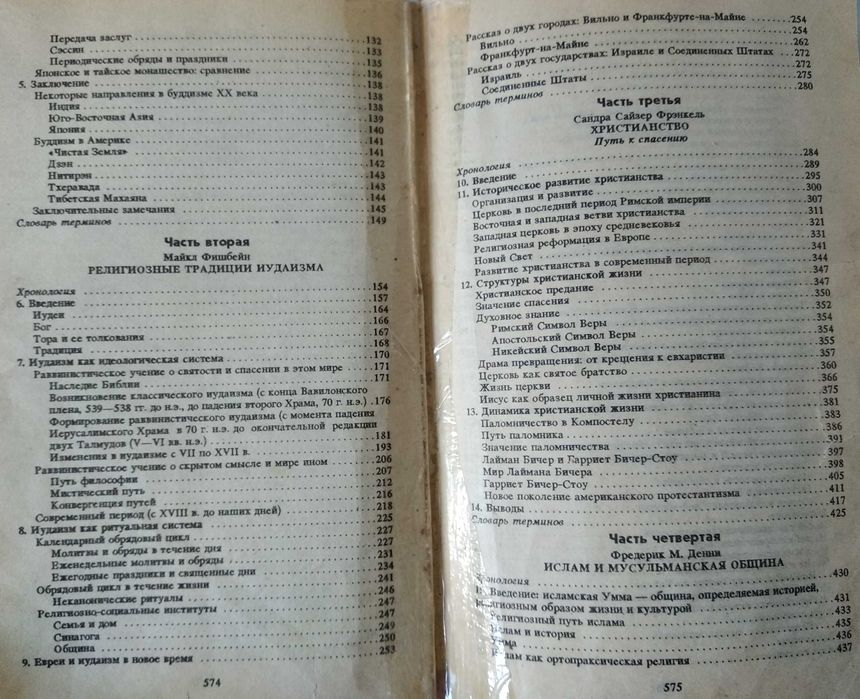 Передача заслуг 132
Сэссин 133
Периодические обряды и праздники 135
Японское и тайское монашество: сравнение 136
5. Заключение 138
Некоторые направления в буддизме XX века 138
Индия 138
Юго-Восточная Азия 139
Япония 140
Буддизм в Америке 141
«Чистая Земля» 141
Дзэн 142
Нитирэн 143
Тхеравада 143
Тибетская Махаяна 144
Заключительные замечания 145
Словарь терминов 149
Часть вторая
Майкл Фишбейн
РЕЛИГИОЗНЫЕ ТРАДИЦИИ ИУДАИЗМА
Хронология 154
6. Введение 157
Иудеи 164
Бог 166
Тора и ее толкования 167
Традиция 168
7. Иудаизм как идеологическая система 170
Раввинистическое учение о святости и спасении в этом мире 171
Наследие Библии 171
Возникновение классического иудаизма (с конца Вавилонского
плена, 539—538 гг. до н.э., до падения второго Храма, 70 г. н.э.) 176
Формирование раввинистического иудаизма (с момента падения
Иерусалимского Храма в 70 г. н.э. до окончательной редакции
двух Талмудов (V—VI вв. н.э.) 181
Изменения в иудаизме с VII по XVII в. 193
Раввинистическое учение о скрытом смысле и мире ином 206
Путь философии 207
Мистический путь 212
Конвергенция путей 216
Современный период (с XVIII в. до наших дней) 218
8. Иудаизм как ритуальная система 225
Календарный обрядовый цикл 227
Молитвы и обряды в течение дня 227
Еженедельные молитвы и обряды 231
Ежегодные праздники и священные дни 234
Обрядовый цикл в течение жизни 241
Неканонические ритуалы 246
Религиозно-социальные институты 247
Семья и дом 247
Синагога 249
Община 250
9. Евреи и иудаизм в новое время 253
574
Рассказ о двух городах: Вильно и Франкфурте-на-Майне 254
Вильно 254
Франкфурт-на-Майне 262
Рассказ о двух государствах: Израиле и Соединенных Штатах 272
Израиль 272
Соединенные Штаты 275
Словарь терминов 280
Часть третья
Сандра Сайзер Фрэнкель
ХРИСТИАНСТВО
Путь к спасению
Хронология 284
10. Введение 289
11. Историческое развитие христианства 295
Организация и развитие 300
Церковь в последний период Римской империи 307
Восточная и западная ветви христианства 311
Западная церковь в эпоху средневековья 321
Религиозная реформация в Европе 331
Новый Свет 341
Развитие христианства в современный период 344
12. Структуры христианской жизни 347
Христианское предание 347
Значение спасения 350
Духовное знание 352
Римский Символ Веры 354
Апостольский Символ Веры 354
Никейский Символ Веры 355
Драма превращения: от крещения к евхаристии 357
Церковь как святое братство 360
Жизнь церкви 366
Иисус как образец личной жизни христианина 375
13. Динамика христианской жизни 381
Паломничество в Компостелу 383
Путь паломника 386
Значение паломничества 391
Лайман Бичер и Гарриет Бичер-Стоу 397
Мир Лаймана Бичера 398
Гарриет Бичер-Стоу 405
Новое поколение американского протестантизма 411
14. Выводы 417
Словарь терминов 425
Часть четвертая
Фредерик М. Денни
ИСЛАМ И МУСУЛЬМАНСКАЯ ОБЩИНА
Хронология 430
Введение: исламская Умма — община, определяемая историей,
религиозным образом жизни и культурой 431
Религиозный путь ислама 433
Ислам и история 435
Умма 436
Ислам как ортопраксическая религия 437
575